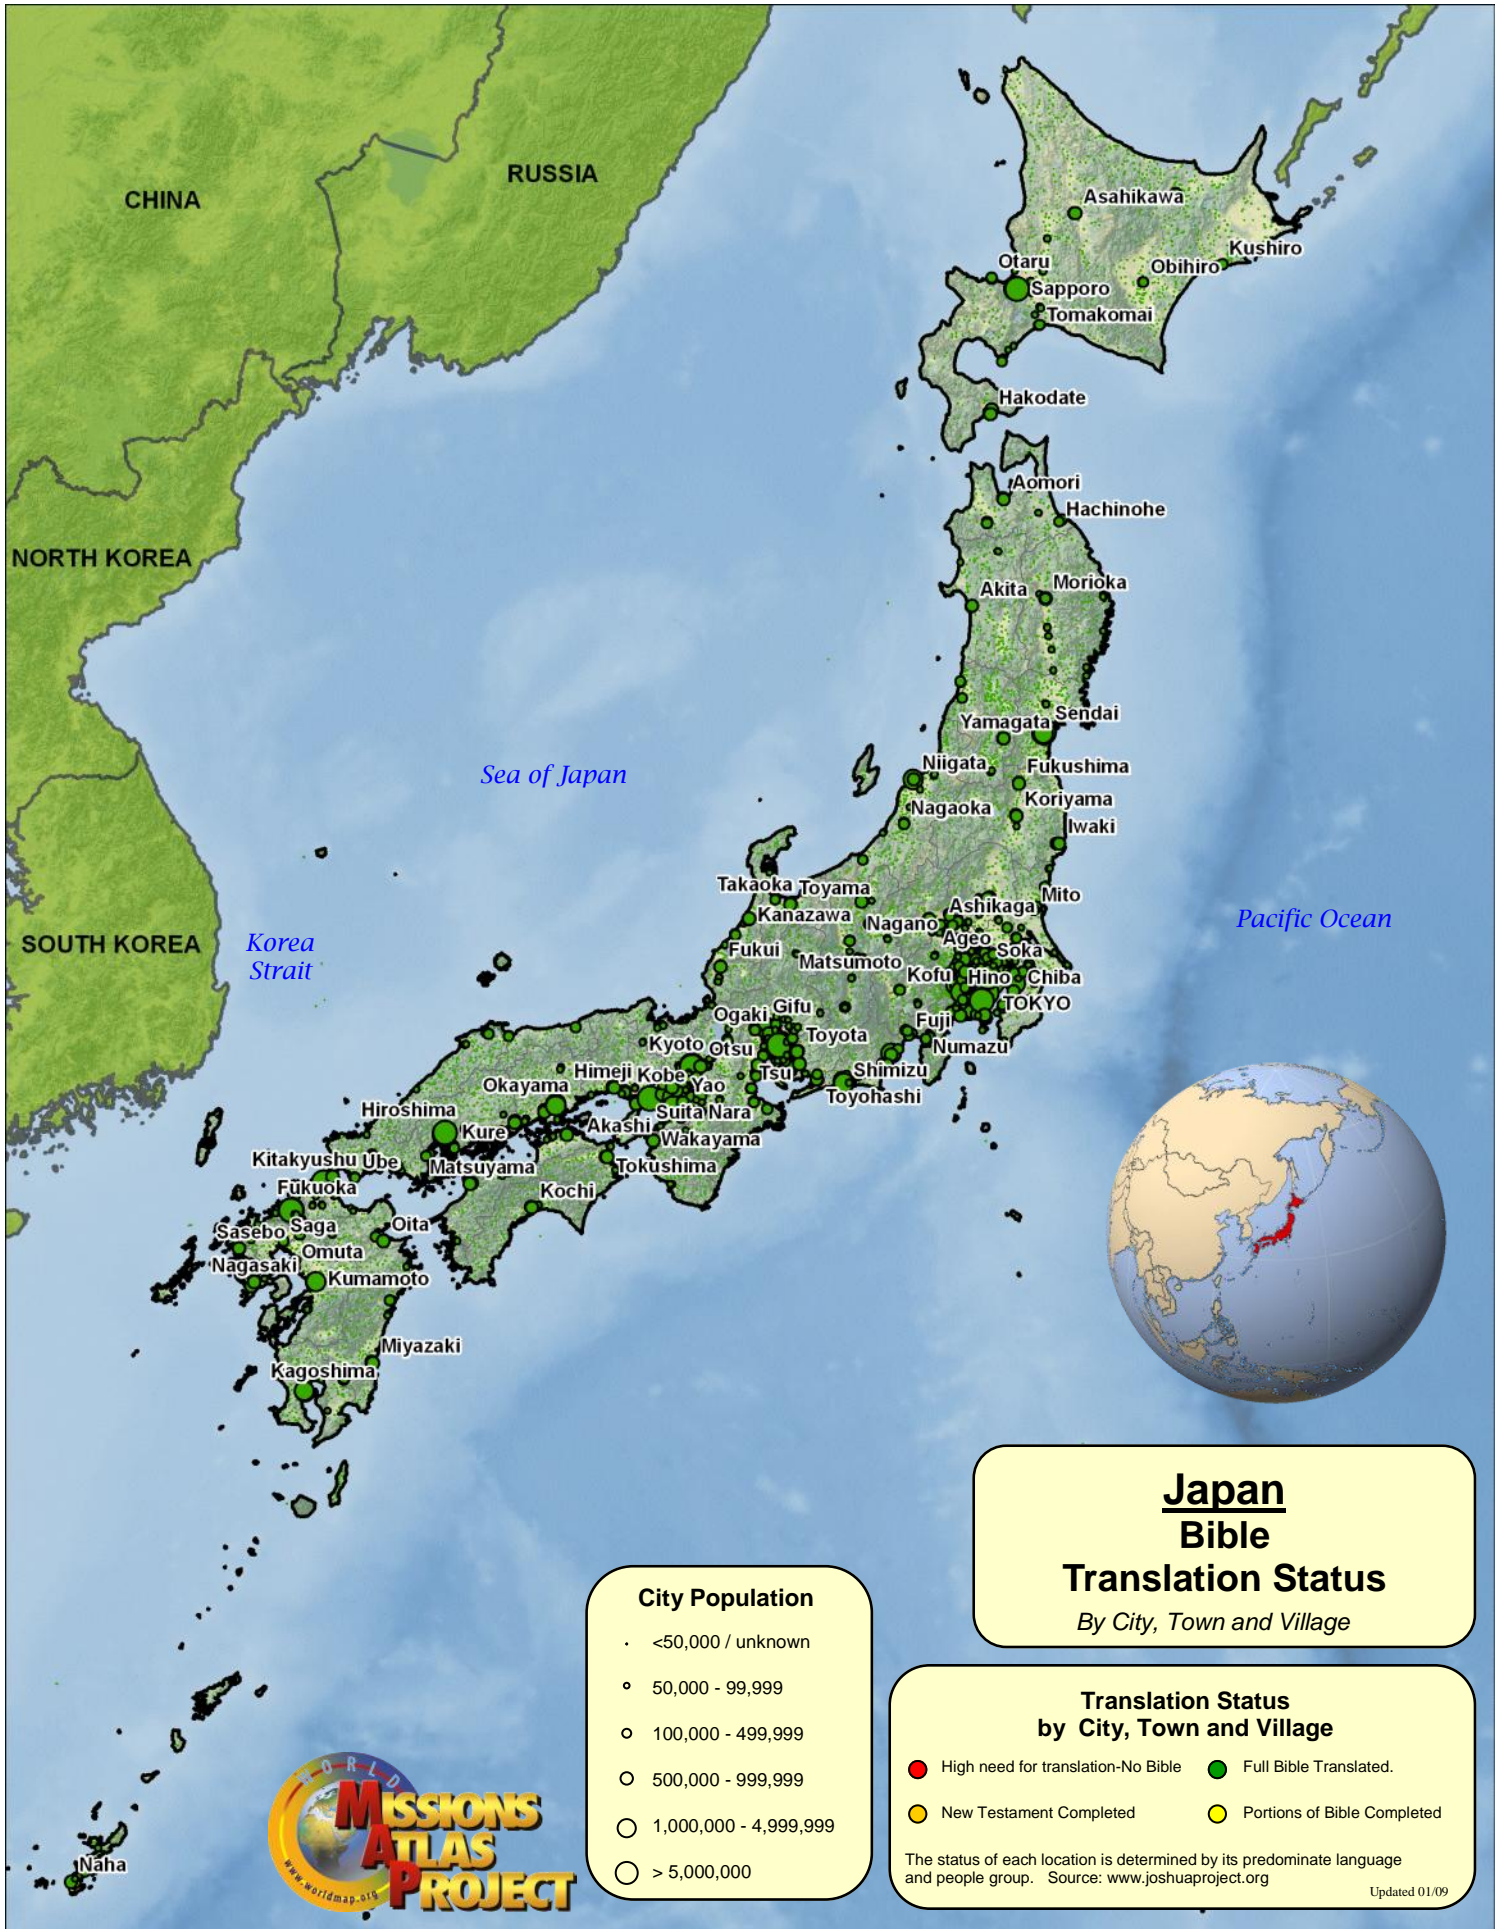 CHINA
RUSSIA
NORTH KOREA
SOUTH KOREA
Sea of Japan
Korea
Strait
Pacific Ocean
Asahikawa
Kushiro
Otaru
Obihiro
Sapporo
Tomakomai
Hakodate
Aomori
Hachinohe
Akita
Morioka
Yamagata
Sendai
Niigata
Fukushima
Nagaoka
Koriyama
Iwaki
Takaoka
Toyama
Mito
Ashikaga
Kanazawa
Nagano
Ageo
Fukui
Soka
Matsumoto
Kofu
Hino
Chiba
TOKYO
Ogaki
Gifu
Fuji
Toyota
Kyoto
Otsu
Numazu
Himeji
Kobe
Tsu
Shimizu
Okayama
Yao
Toyohashi
Hiroshima
Suita
Nara
Kure
Akashi
Wakayama
Kitakyushu
Ube
Matsuyama
Tokushima
Fukuoka
Kochi
Sasebo
Saga
Oita
Omuta
Nagasaki
Kumamoto
Miyazaki
Kagoshima
Naha
Japan
Bible
Translation Status
By City, Town and Village
City Population
<50,000 / unknown
50,000 - 99,999
100,000 - 499,999
500,000 - 999,999
1,000,000 - 4,999,999
> 5,000,000
Translation Status
by City, Town and Village
High need for translation-No Bible
Full Bible Translated.
New Testament Completed
Portions of Bible Completed
The status of each location is determined by its predominate language
and people group. Source: www.joshuaproject.org
Updated 01/09
WORLD
MISSIONS
ATLAS
PROJECT
www.worldmap.org